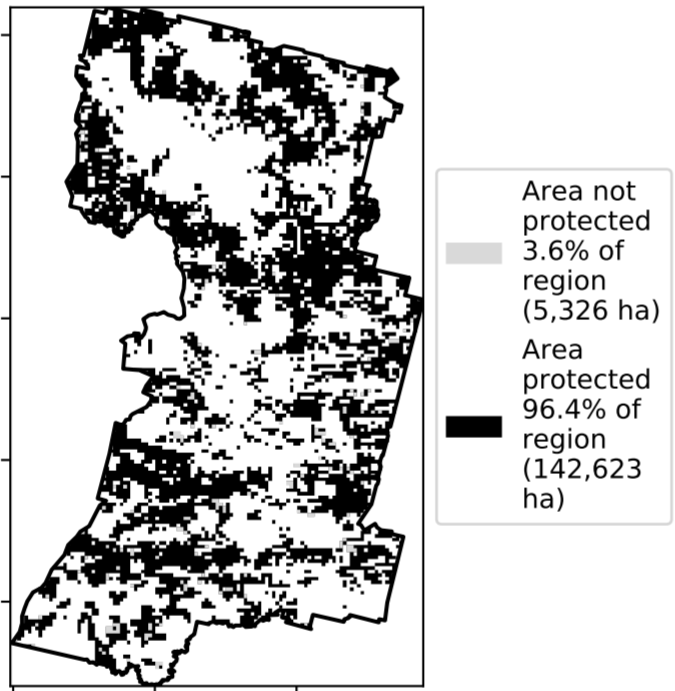 Area not
protected
3.6% of
region
(5,326 ha)
Area
protected
96.4% of
region
(142,623
ha)